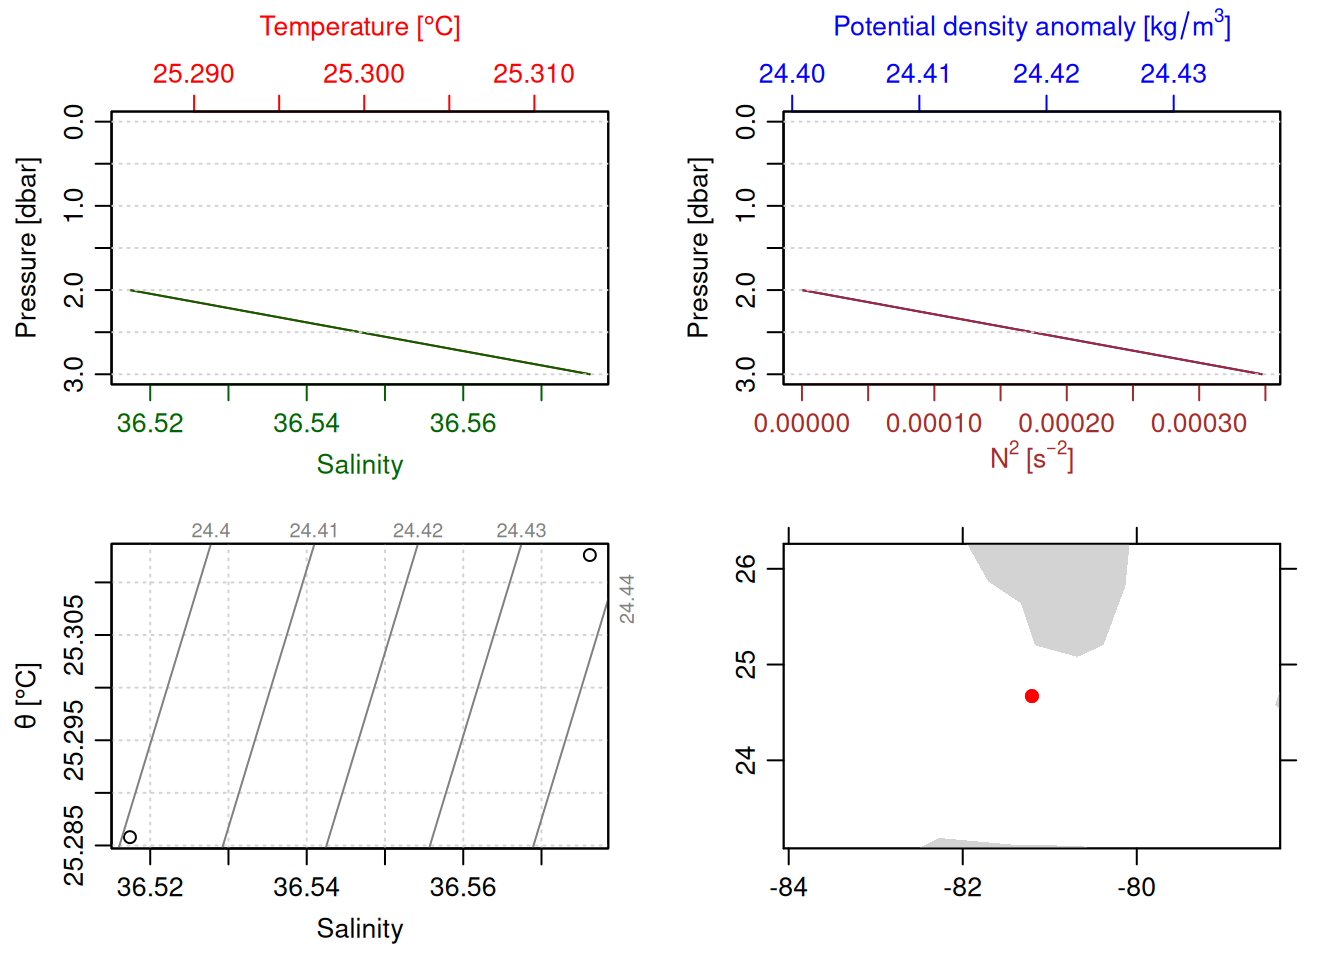 Temperature [°C]
25.290 25.300 25.310
Pressure [dbar]
0.0
1.0
2.0
3.0
36.52 36.54 36.56
Salinity
Potential density anomaly [kg/m³]
24.40 24.41 24.42 24.43
Pressure [dbar]
0.0
1.0
2.0
3.0
0.00000 0.00010 0.00020 0.00030
N² [s⁻²]
24.4 24.41 24.42 24.43
24.44
θ [°C]
25.305
25.295
25.285
36.52 36.54 36.56
Salinity
26
25
24
-84 -82 -80